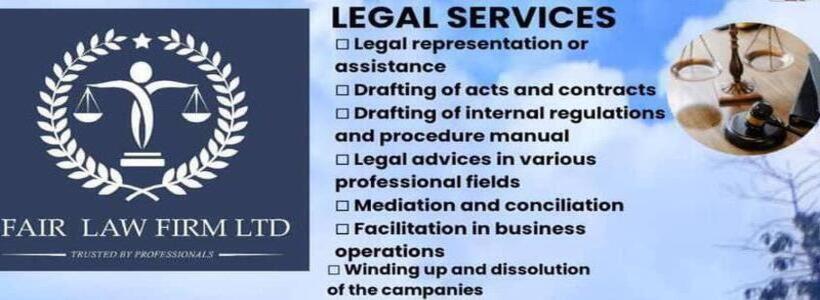 FAIR LAW FIRM LTD
TRUSTED BY PROFESSIONALS
LEGAL SERVICES
□ Legal representation or
assistance
□ Drafting of acts and contracts
□ Drafting of internal regulations
and procedure manual
□ Legal advices in various
professional fields
□ Mediation and conciliation
□ Facilitation in business
operations
□ Winding up and dissolution
of the campanies